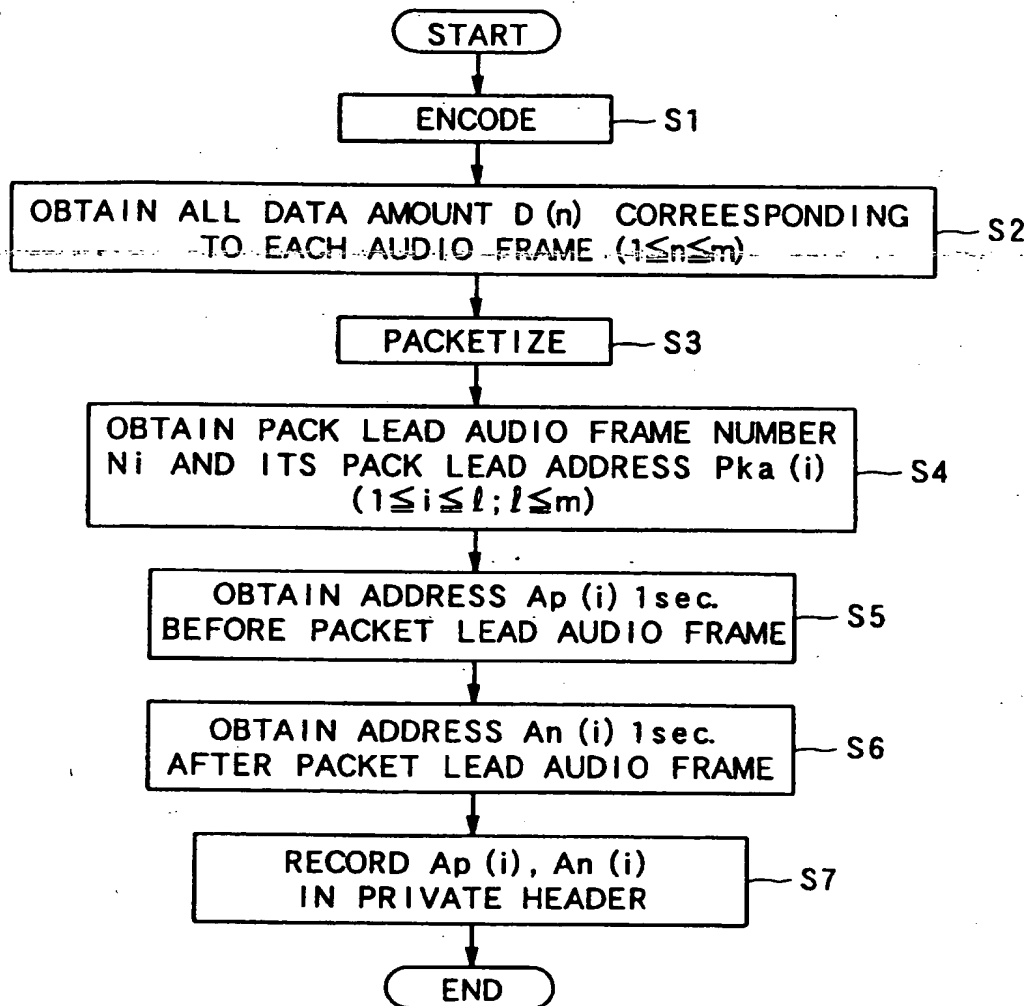 START
ENCODE
S1
OBTAIN ALL DATA AMOUNT D(n) CORREESPONDING
TO EACH AUDIO FRAME (1≦n≦m)
S2
PACKETIZE
S3
OBTAIN PACK LEAD AUDIO FRAME NUMBER
Ni AND ITS PACK LEAD ADDRESS Pka(i)
(1≦i≦ℓ;ℓ≦m)
S4
OBTAIN ADDRESS Ap(i) 1sec.
BEFORE PACKET LEAD AUDIO FRAME
S5
OBTAIN ADDRESS An(i) 1sec.
AFTER PACKET LEAD AUDIO FRAME
S6
RECORD Ap(i), An(i)
IN PRIVATE HEADER
S7
END